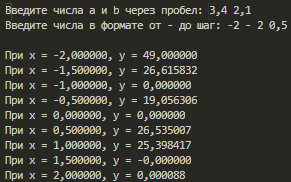 Введите числа a и b через пробел: 3,4 2,1
Введите числа в формате от - до шаг: -2 - 2 0,5
При x = -2,000000, y = 49,000000
При x = -1,500000, y = 26,615832
При x = -1,000000, y = 0,000000
При x = -0,500000, y = 19,056306
При x = 0,000000, y = 0,000000
При x = 0,500000, y = 26,535007
При x = 1,000000, y = 25,398417
При x = 1,500000, y = -0,000000
При x = 2,000000, y = 0,000088